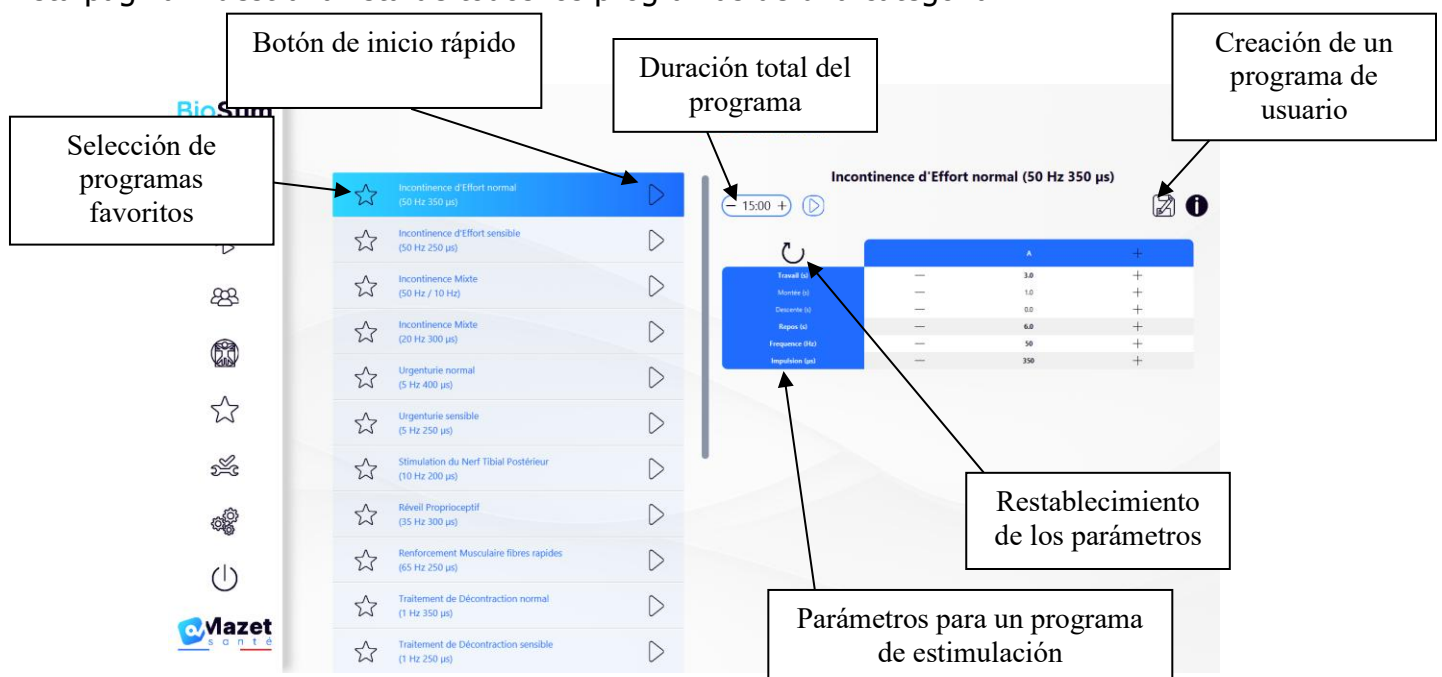 Botón de inicio rápido
Duración total del
programa
Creación de un
programa de
usuario
Selección de
programas
favoritos
Incontinence d'Effort normal
(50 Hz 350 µs)
Incontinence d'Effort sensible
(50 Hz 250 µs)
Incontinence Mixte
(50 Hz / 10 Hz)
Incontinence Mixte
(20 Hz 300 µs)
Urgenturie normal
(5 Hz 400 µs)
Urgenturie sensible
(5 Hz 250 µs)
Stimulation du Nerf Tibial Postérieur
(10 Hz 200 µs)
Réveil Proprioceptif
(35 Hz 300 µs)
Renforcement Musculaire fibres rapides
(65 Hz 250 µs)
Traitement de Décontraction normal
(1 Hz 350 µs)
Traitement de Décontraction sensible
(1 Hz 250 µs)
Incontinence d'Effort normal (50 Hz 350 µs)
− 15:00 +
A +
Travail (s) — 3.0 +
Montée (s) — 1.0 +
Descente (s) — 0.0 +
Repos (s) — 6.0 +
Frequence (Hz) — 50 +
Impulsion (µs) — 350 +
Restablecimiento
de los parámetros
Parámetros para un programa
de estimulación
Mazet
santé